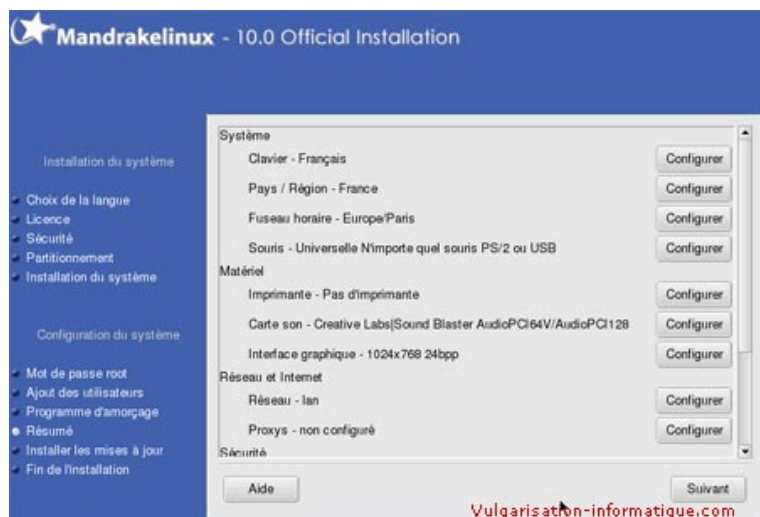 Mandrakelinux - 10.0 Official Installation
Installation du système
Choix de la langue
Licence
Sécurité
Partitionnement
Installation du système
Configuration du système
Mot de passe root
Ajout des utilisateurs
Programme d'amorçage
Résumé
Installer les mises à jour
Fin de l'installation
Système
Clavier - Français Configurer
Pays / Région - France Configurer
Fuseau horaire - Europe/Paris Configurer
Souris - Universelle N'importe quel souris PS/2 ou USB Configurer
Matériel
Imprimante - Pas d'imprimante Configurer
Carte son - Creative Labs|Sound Blaster AudioPCI64V/AudioPCI128 Configurer
Interface graphique - 1024x768 24bpp Configurer
Réseau et Internet
Réseau - lan Configurer
Proxys - non configuré Configurer
Sécurité
Aide Suivant
Vulgarisation-informatique.com